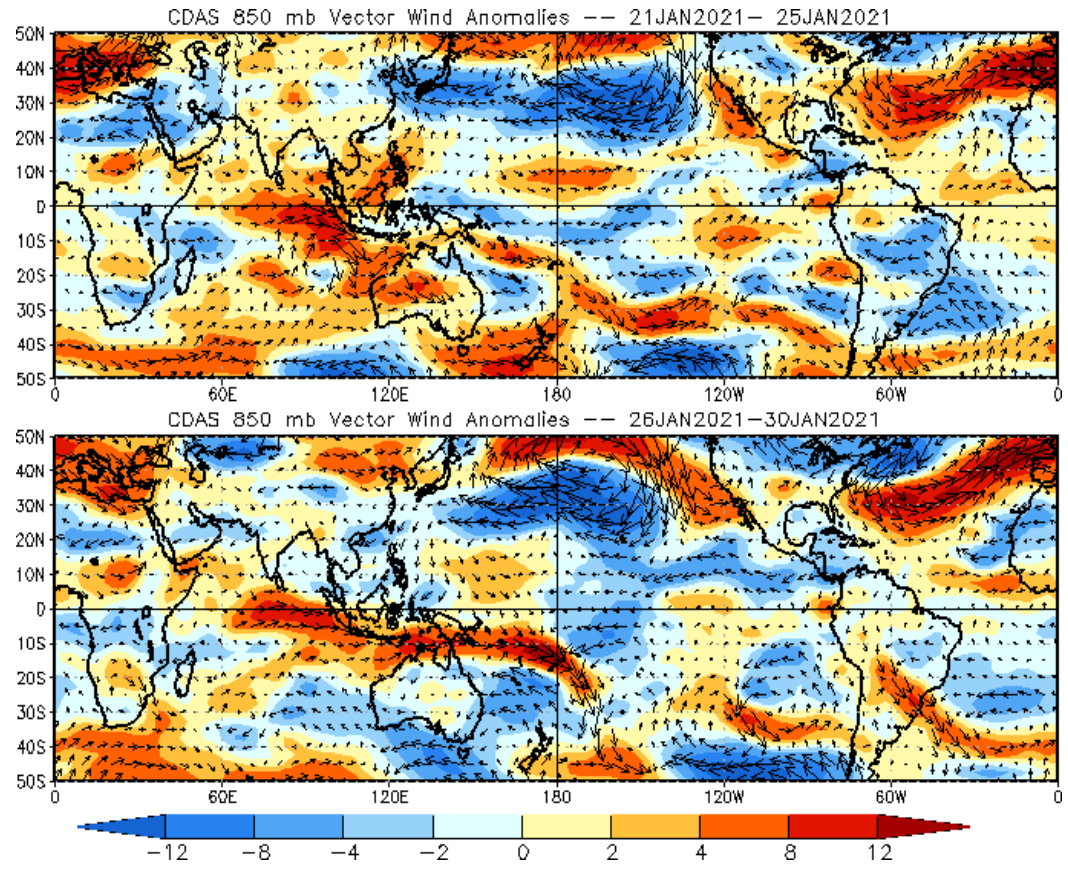 CDAS 850 mb Vector Wind Anomalies -- 21JAN2021- 25JAN2021
50N
40N
30N
20N
10N
0
10S
20S
30S
40S
50S
0 60E 120E 180 120W 60W 0
CDAS 850 mb Vector Wind Anomalies -- 26JAN2021-30JAN2021
50N
40N
30N
20N
10N
0
10S
20S
30S
40S
50S
0 60E 120E 180 120W 60W 0
-12 -8 -4 -2 0 2 4 8 12